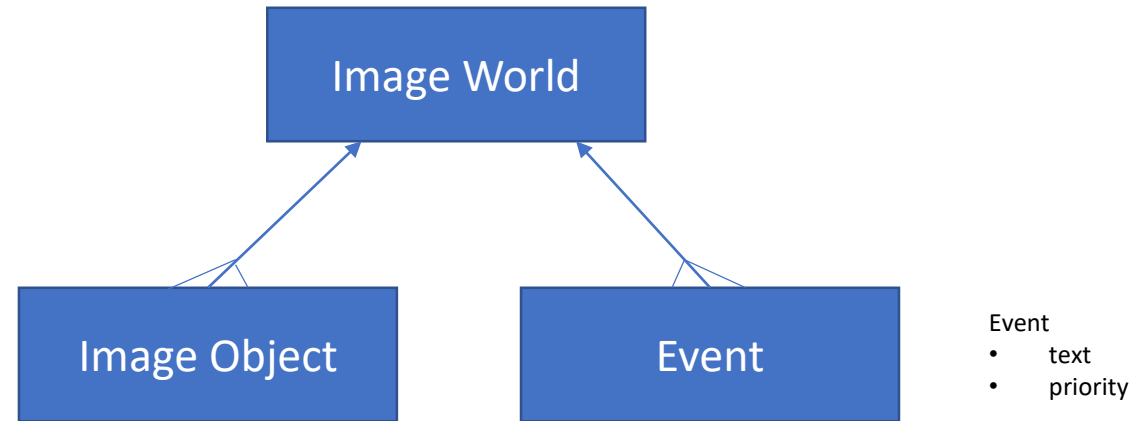 Image World
Image Object
Event
Event
• text
• priority